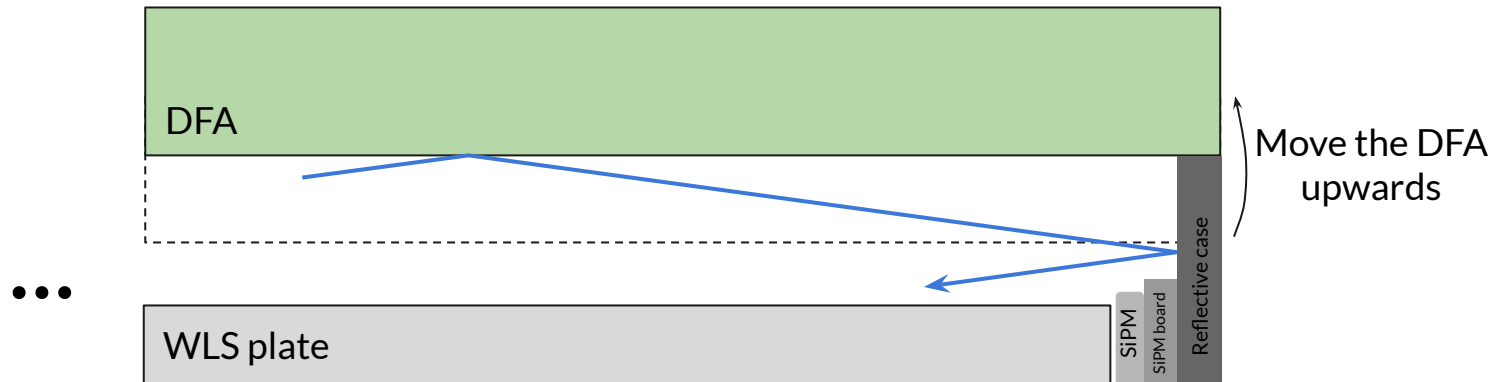 DFA
Move the DFA
upwards
Reflective case
SiPM
SiPM board
WLS plate